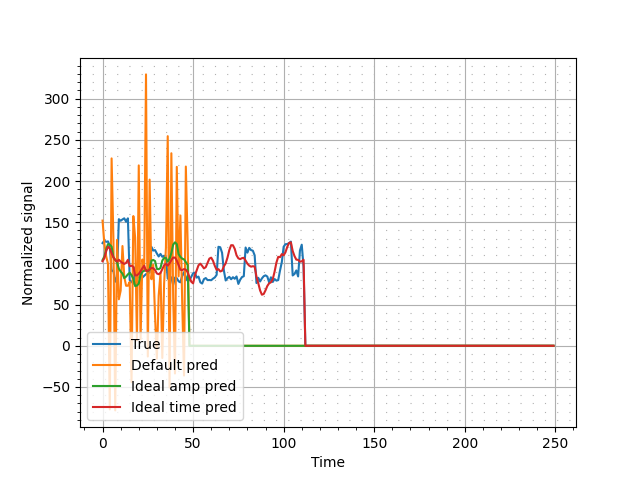 300
250
200
150
100
50
0
−50
Normalized signal
True
Default pred
Ideal amp pred
Ideal time pred
0 50 100 150 200 250
Time